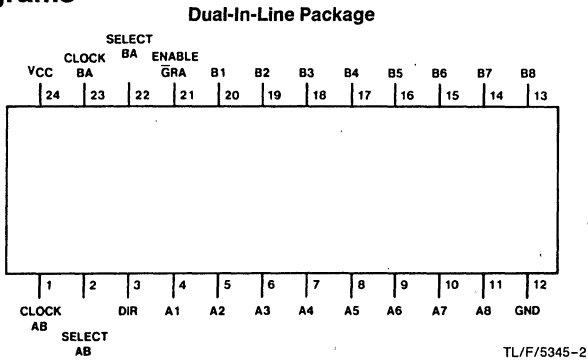 grams
Dual-In-Line Package
VCC
CLOCK
BA
SELECT
BA
ENABLE
G̅RA
B1 B2 B3 B4 B5 B6 B7 B8
24 23 22 21 20 19 18 17 16 15 14 13
1 2 3 4 5 6 7 8 9 10 11 12
CLOCK
AB
SELECT
AB
DIR A1 A2 A3 A4 A5 A6 A7 A8 GND
TL/F/5345-2